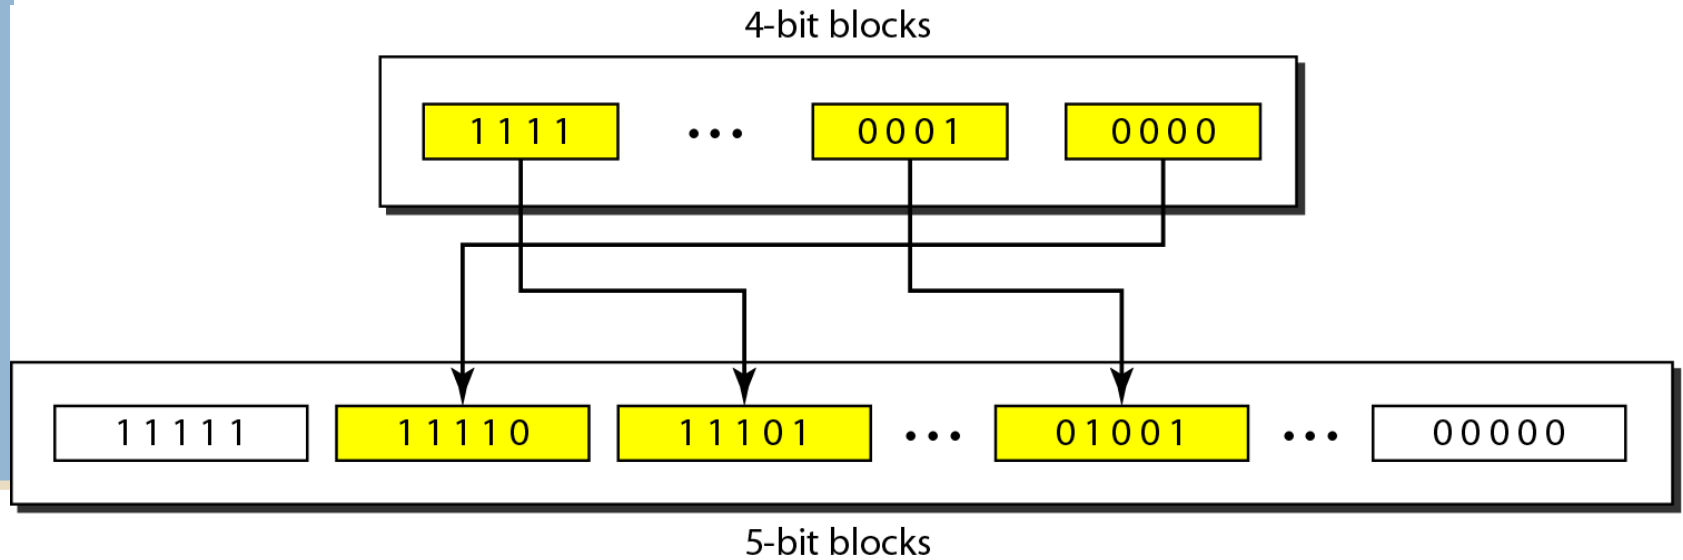 4-bit blocks
1111 ... 0001 0000
11111 11110 11101 ... 01001 ... 00000
5-bit blocks